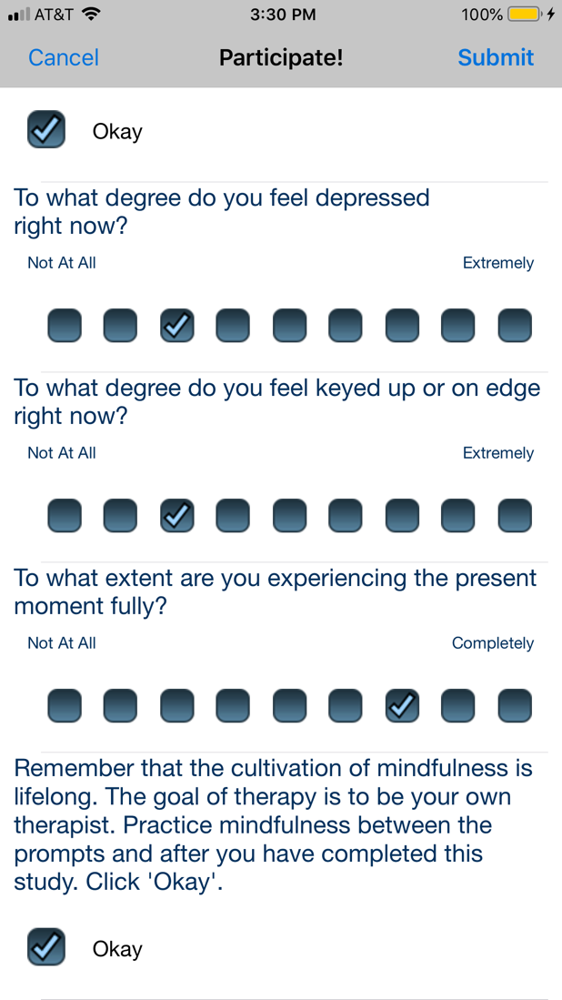 AT&T 3:30 PM 100%
Cancel Participate! Submit
Okay
To what degree do you feel depressed
right now?
Not At All Extremely
To what degree do you feel keyed up or on edge
right now?
Not At All Extremely
To what extent are you experiencing the present
moment fully?
Not At All Completely
Remember that the cultivation of mindfulness is
lifelong. The goal of therapy is to be your own
therapist. Practice mindfulness between the
prompts and after you have completed this
study. Click 'Okay'.
Okay